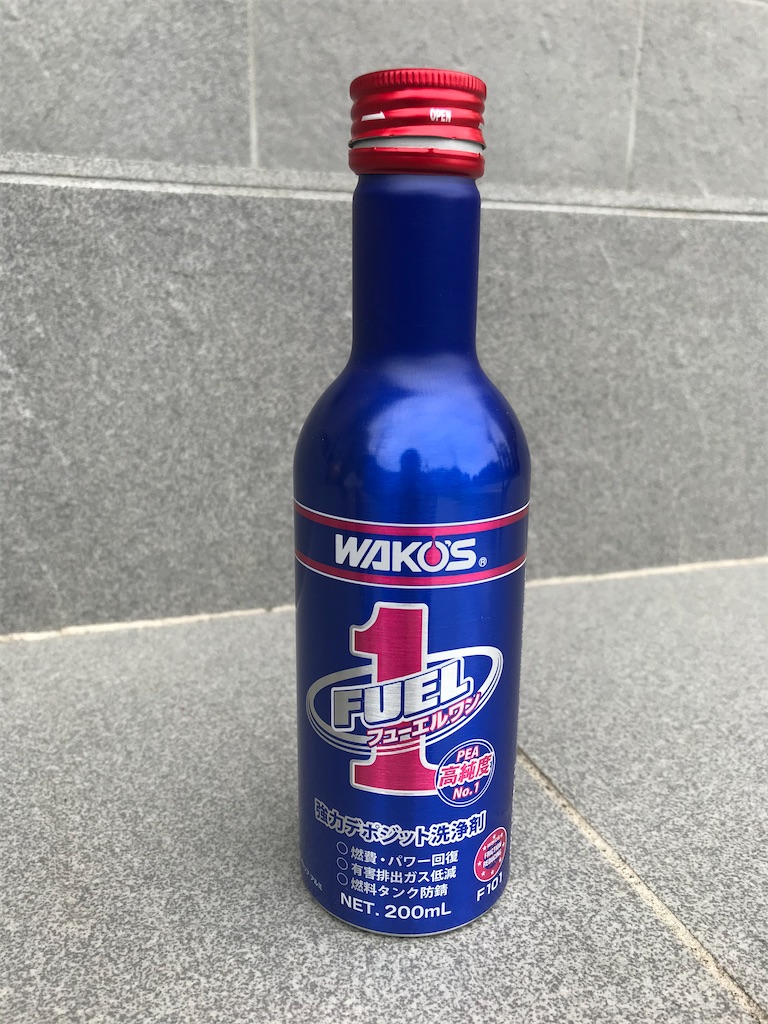 OPEN
WAKO'S®
1
FUEL
フューエルワン
PEA
高純度
No.1
強力デポジット洗浄剤
○ 燃費・パワー回復
○ 有害排出ガス低減
○ 燃料タンク防錆
NET. 200mL
FRICTION
F101